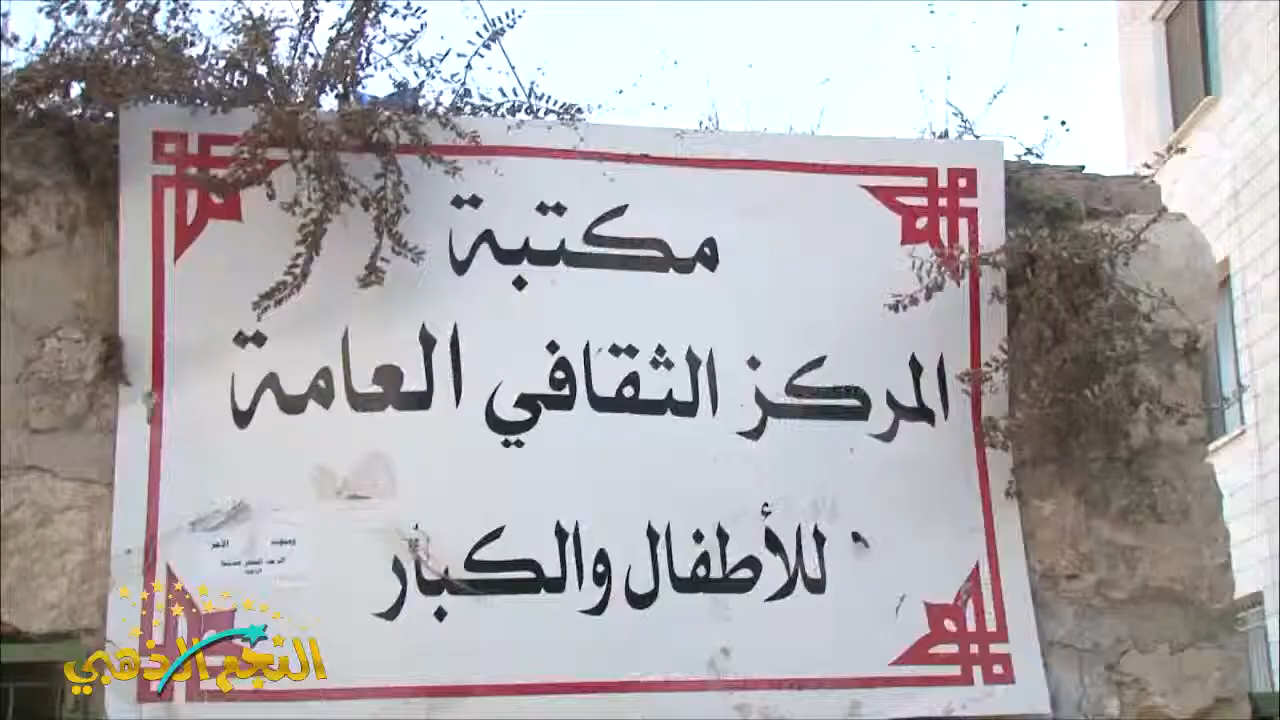 مكتبة
المركز الثقافي العامة
للأطفال والكبار
النجم الذهبي